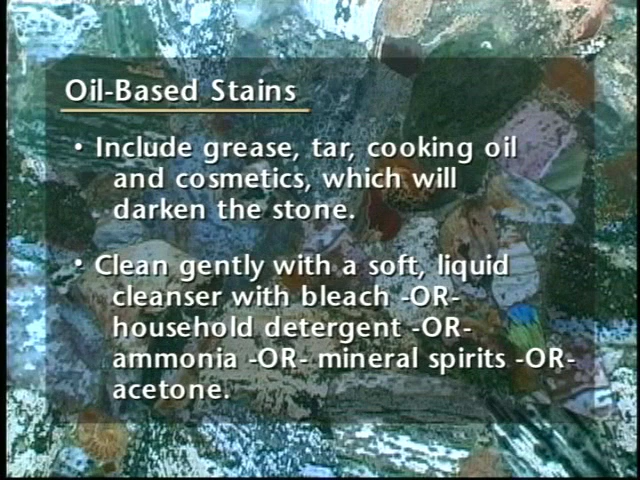 Oil-Based Stains
• Include grease, tar, cooking oil
and cosmetics, which will
darken the stone.
• Clean gently with a soft, liquid
cleanser with bleach -OR-
household detergent -OR-
ammonia -OR- mineral spirits -OR-
acetone.